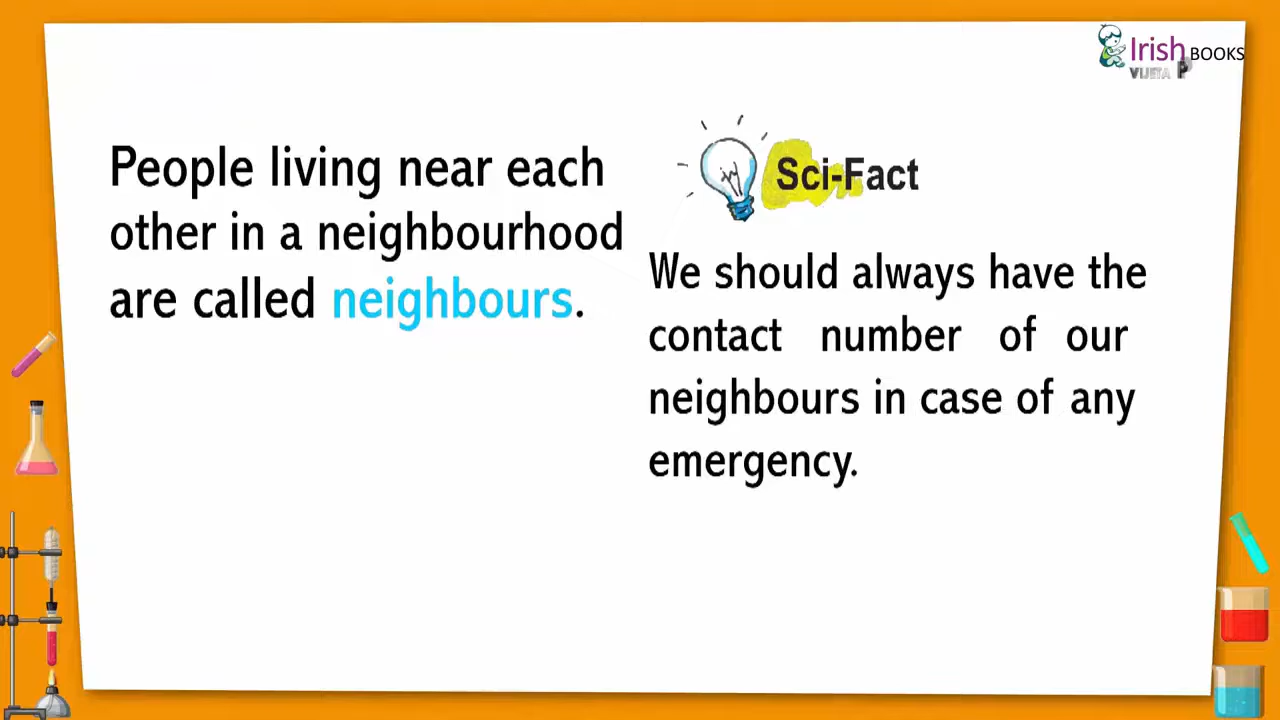 Irish BOOKS
VIJETA P
People living near each
other in a neighbourhood
are called neighbours.
Sci-Fact
We should always have the
contact number of our
neighbours in case of any
emergency.